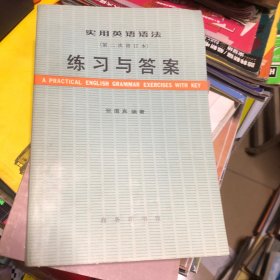 实用英语语法
(第二次修订本)
练习与答案
A PRACTICAL ENGLISH GRAMMAR EXERCISES WITH KEY
张道真 编著
商务印书馆